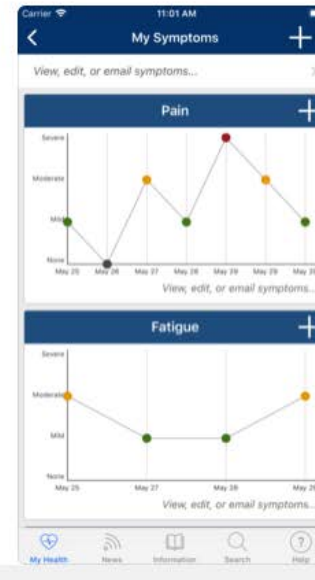 Carrier 11:01 AM
My Symptoms
View, edit, or email symptoms...
Pain
Severe
Moderate
Mild
None
May 25 May 26 May 27 May 28 May 29 May 29
View, edit, or email symptoms...
Fatigue
Severe
Moderate
Mild
None
May 25 May 27 May 28
View, edit, or email symptoms...
My Health News Information Search Help